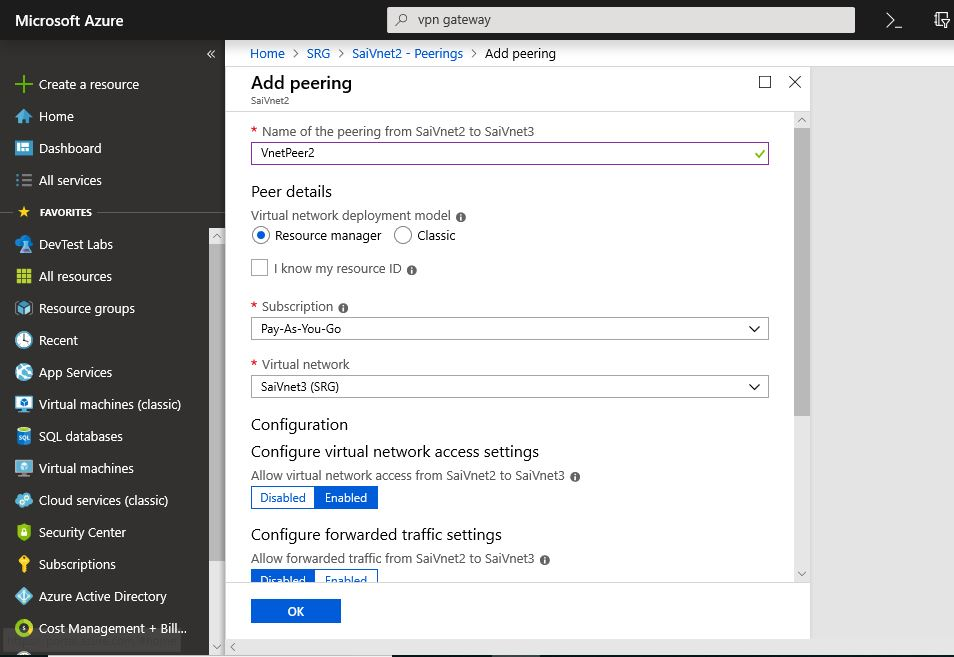 Microsoft Azure
vpn gateway
Home > SRG > SaiVnet2 - Peerings > Add peering
Create a resource
Home
Dashboard
All services
FAVORITES
DevTest Labs
All resources
Resource groups
Recent
App Services
Virtual machines (classic)
SQL databases
Virtual machines
Cloud services (classic)
Security Center
Subscriptions
Azure Active Directory
Cost Management + Bill...
Add peering
SaiVnet2
* Name of the peering from SaiVnet2 to SaiVnet3
VnetPeer2
Peer details
Virtual network deployment model
Resource manager Classic
I know my resource ID
* Subscription
Pay-As-You-Go
* Virtual network
SaiVnet3 (SRG)
Configuration
Configure virtual network access settings
Allow virtual network access from SaiVnet2 to SaiVnet3
Disabled Enabled
Configure forwarded traffic settings
Allow forwarded traffic from SaiVnet2 to SaiVnet3
Disabled Enabled
OK